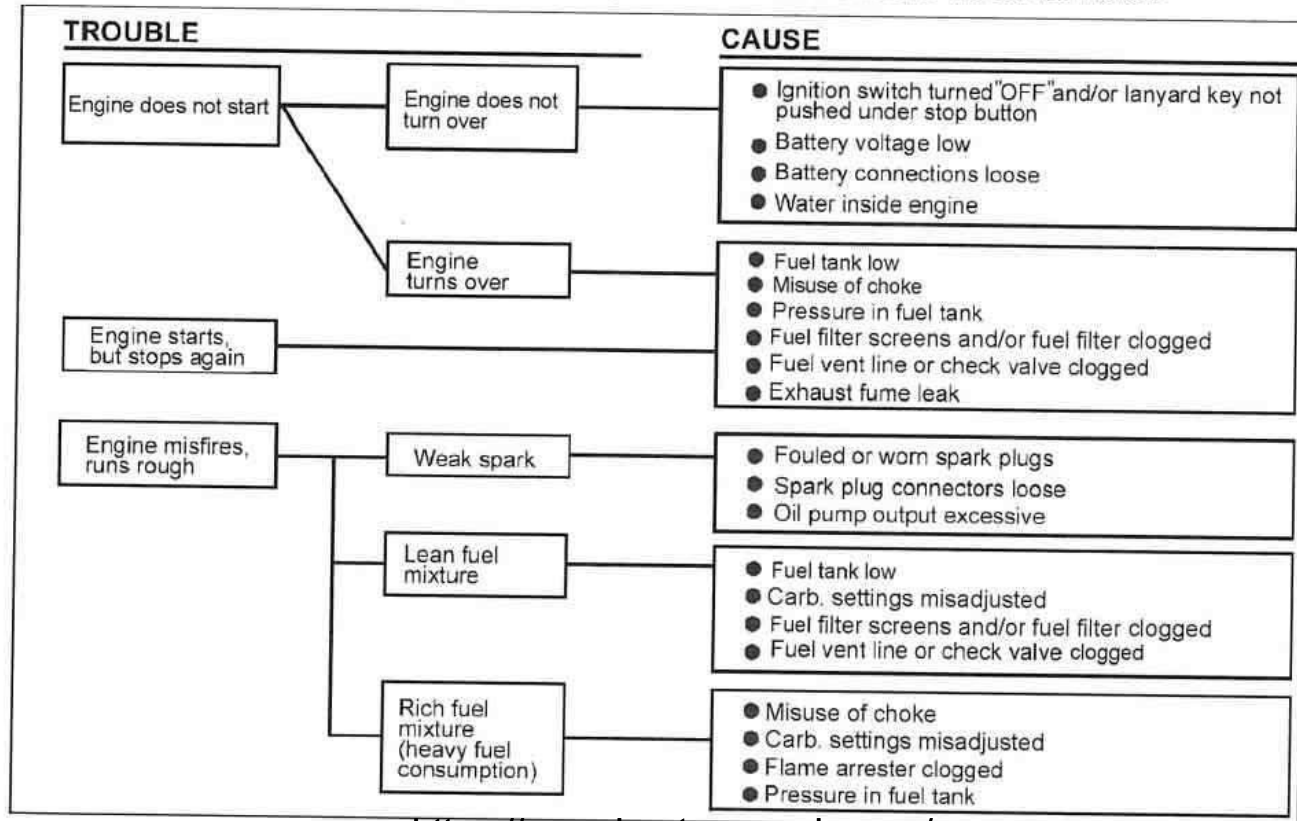 TROUBLE
CAUSE
Engine does not start
Engine does not
turn over
● Ignition switch turned "OFF" and/or lanyard key not
pushed under stop button
● Battery voltage low
● Battery connections loose
● Water inside engine
Engine
turns over
● Fuel tank low
● Misuse of choke
● Pressure in fuel tank
● Fuel filter screens and/or fuel filter clogged
● Fuel vent line or check valve clogged
● Exhaust fume leak
Engine starts,
but stops again
Engine misfires,
runs rough
Weak spark
● Fouled or worn spark plugs
● Spark plug connectors loose
● Oil pump output excessive
Lean fuel
mixture
● Fuel tank low
● Carb. settings misadjusted
● Fuel filter screens and/or fuel filter clogged
● Fuel vent line or check valve clogged
Rich fuel
mixture
(heavy fuel
consumption)
● Misuse of choke
● Carb. settings misadjusted
● Flame arrester clogged
● Pressure in fuel tank